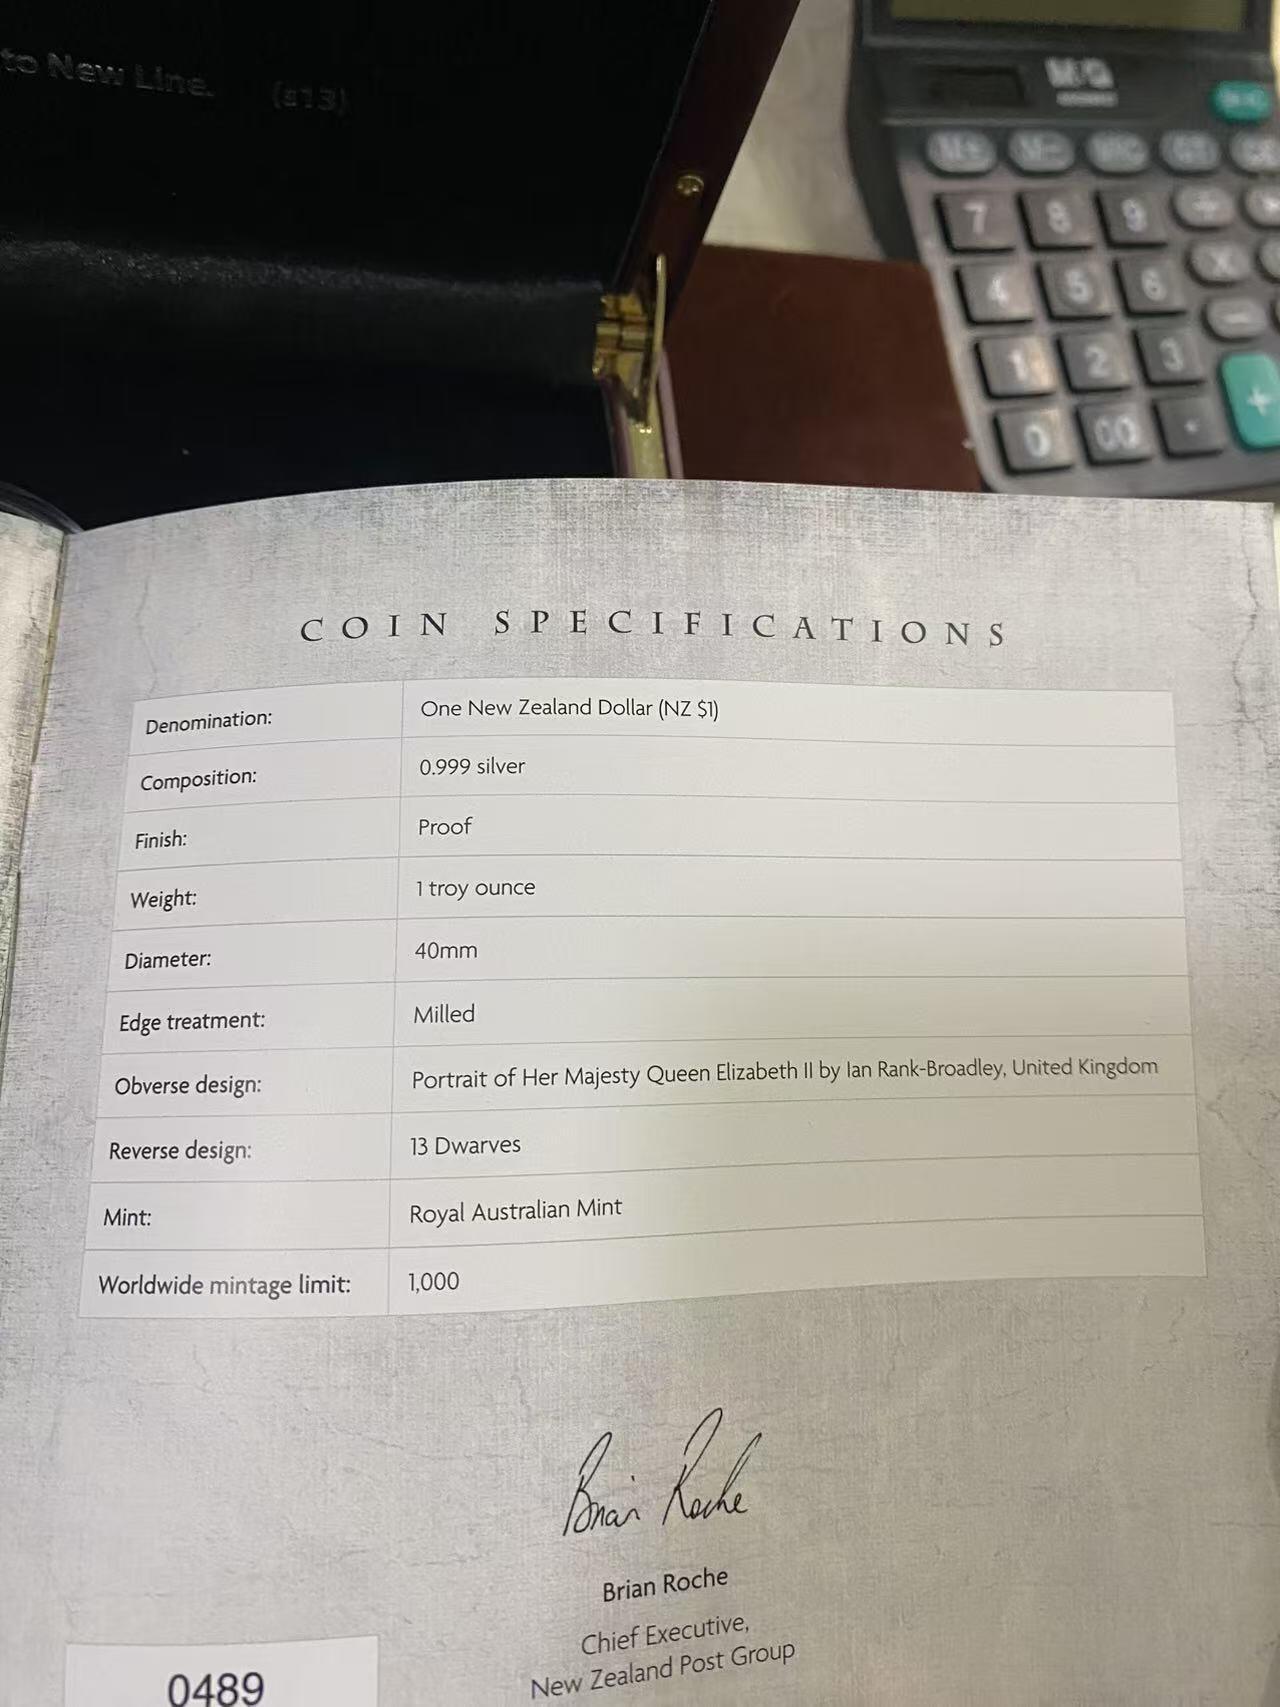 to New Line. (s13)
M&G
7 8 9 ÷
4 5 6 ×
1 2 3 −
0 00 . +
COIN SPECIFICATIONS
Denomination: One New Zealand Dollar (NZ $1)
Composition: 0.999 silver
Finish: Proof
Weight: 1 troy ounce
Diameter: 40mm
Edge treatment: Milled
Obverse design: Portrait of Her Majesty Queen Elizabeth II by Ian Rank-Broadley, United Kingdom
Reverse design: 13 Dwarves
Mint: Royal Australian Mint
Worldwide mintage limit: 1,000
Brian Roche
Brian Roche
Chief Executive,
New Zealand Post Group
0489